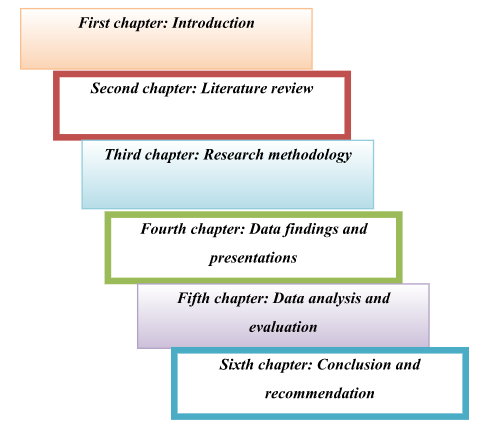 First chapter: Introduction
Second chapter: Literature review
Third chapter: Research methodology
Fourth chapter: Data findings and
presentations
Fifth chapter: Data analysis and
evaluation
Sixth chapter: Conclusion and
recommendation